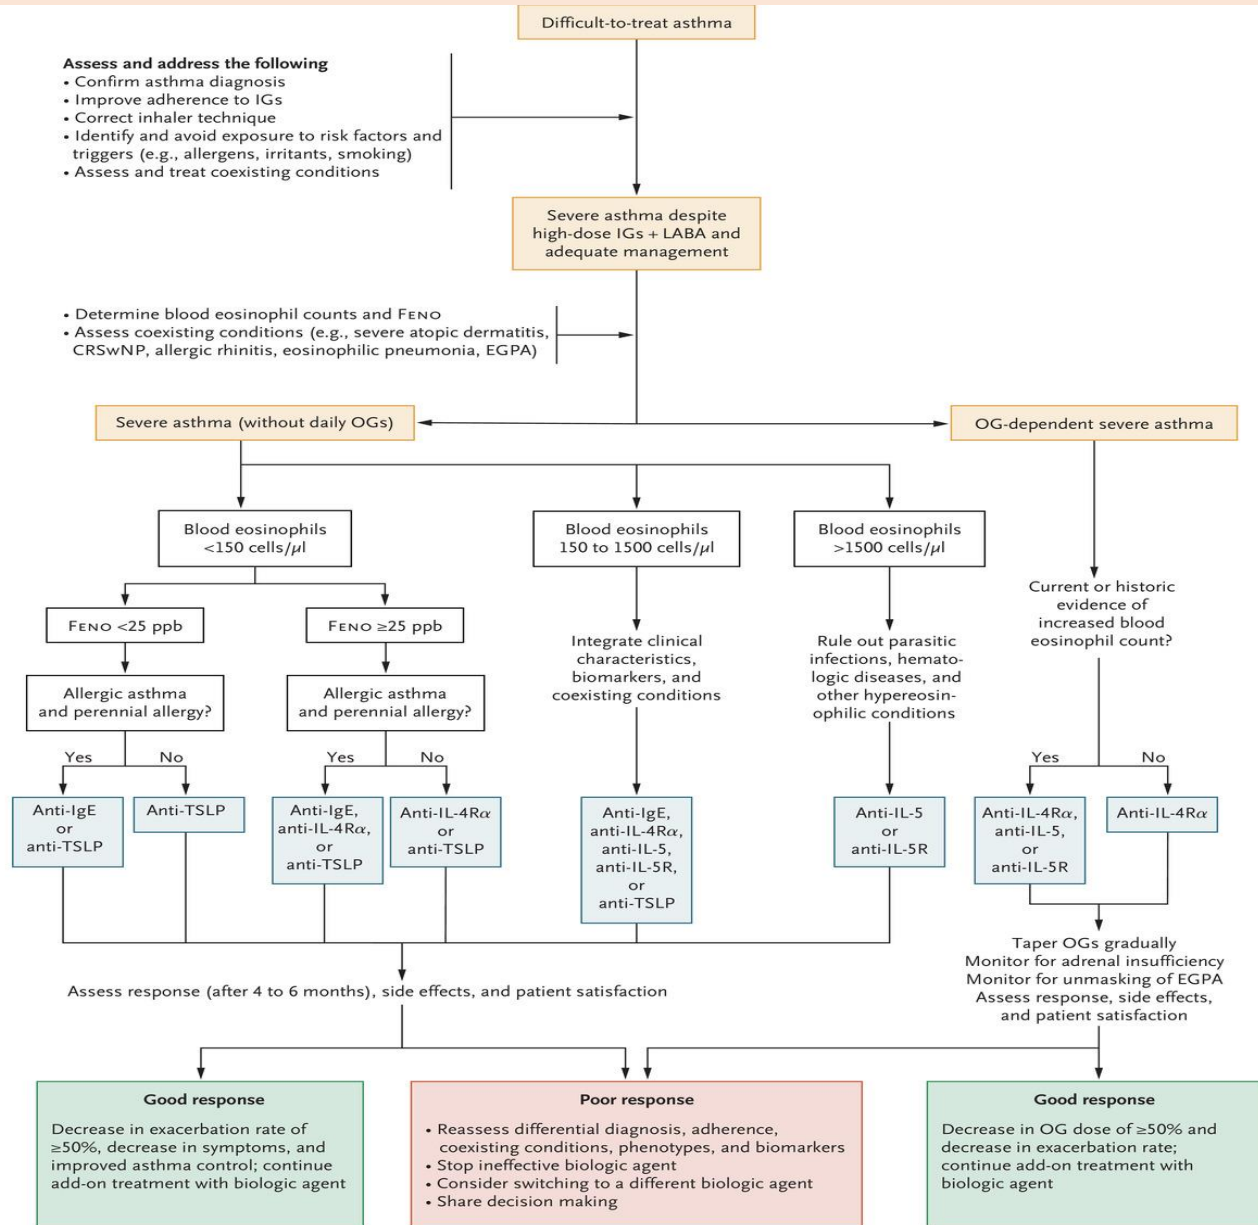 Difficult-to-treat asthma
Assess and address the following
• Confirm asthma diagnosis
• Improve adherence to IGs
• Correct inhaler technique
• Identify and avoid exposure to risk factors and
triggers (e.g., allergens, irritants, smoking)
• Assess and treat coexisting conditions
Severe asthma despite
high-dose IGs + LABA and
adequate management
• Determine blood eosinophil counts and FENO
• Assess coexisting conditions (e.g., severe atopic dermatitis,
CRSwNP, allergic rhinitis, eosinophilic pneumonia, EGPA)
Severe asthma (without daily OGs)
OG-dependent severe asthma
Blood eosinophils
<150 cells/μl
Blood eosinophils
150 to 1500 cells/μl
Blood eosinophils
>1500 cells/μl
Current or historic
evidence of
increased blood
eosinophil count?
FENO <25 ppb
FENO ≥25 ppb
Integrate clinical
characteristics,
biomarkers, and
coexisting conditions
Rule out parasitic
infections, hemato-
logic diseases, and
other hypereosin-
ophilic conditions
Allergic asthma
and perennial allergy?
Allergic asthma
and perennial allergy?
Yes
No
Yes
No
Yes
No
Anti-IgE
or
anti-TSLP
Anti-TSLP
Anti-IgE,
anti-IL-4Rα,
or
anti-TSLP
Anti-IL-4Rα
or
anti-TSLP
Anti-IgE,
anti-IL-4Rα,
anti-IL-5,
anti-IL-5R,
or
anti-TSLP
Anti-IL-5
or
anti-IL-5R
Anti-IL-4Rα,
anti-IL-5,
or
anti-IL-5R
Anti-IL-4Rα
Assess response (after 4 to 6 months), side effects, and patient satisfaction
Taper OGs gradually
Monitor for adrenal insufficiency
Monitor for unmasking of EGPA
Assess response, side effects,
and patient satisfaction
Good response
Decrease in exacerbation rate of
≥50%, decrease in symptoms, and
improved asthma control; continue
add-on treatment with biologic agent
Poor response
• Reassess differential diagnosis, adherence,
coexisting conditions, phenotypes, and biomarkers
• Stop ineffective biologic agent
• Consider switching to a different biologic agent
• Share decision making
Good response
Decrease in OG dose of ≥50% and
decrease in exacerbation rate;
continue add-on treatment with
biologic agent